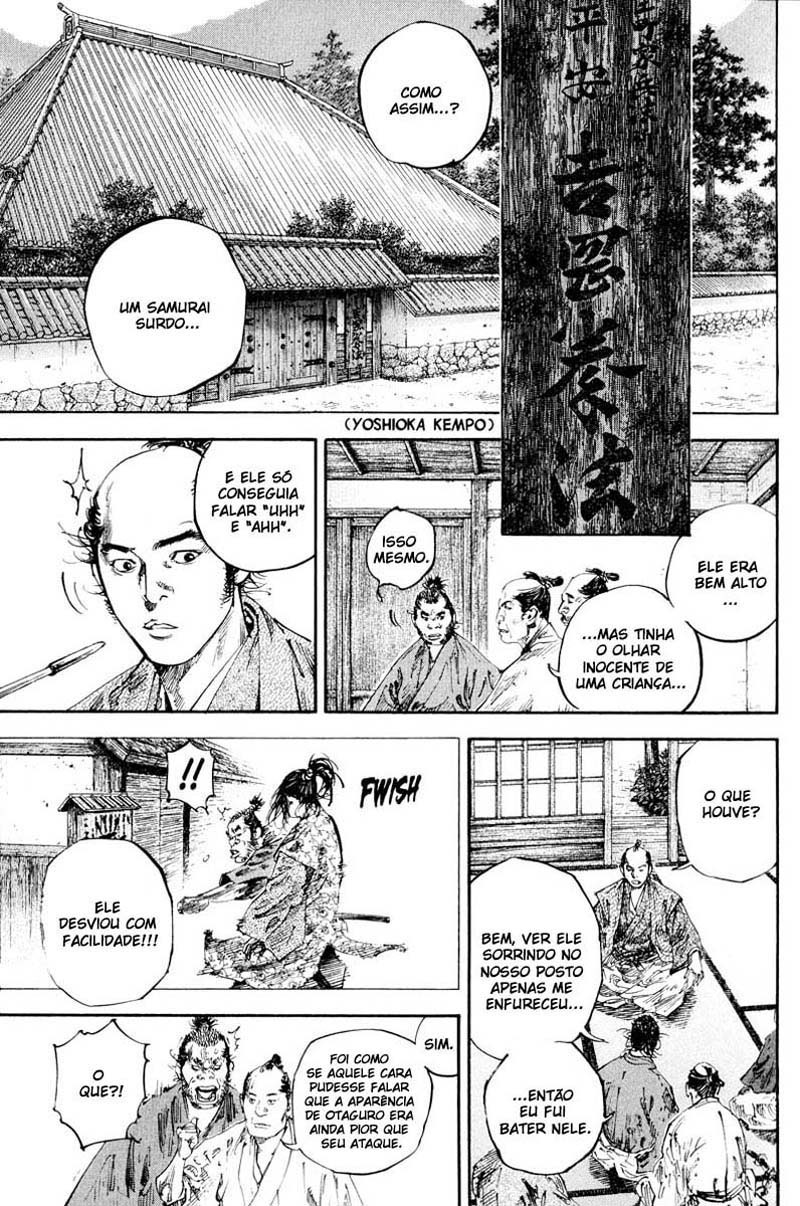 COMO
ASSIM...?
平安
吉岡拳法
UM SAMURAI
SURDO...
(YOSHIOKA KEMPO)
E ELE SÓ
CONSEGUIA
FALAR "UHH"
E "AHH".
ISSO
MESMO.
ELE ERA
BEM ALTO
...
...MAS TINHA
O OLHAR
INOCENTE DE
UMA CRIANÇA...
!!
FWISH
ELE
DESVIOU COM
FACILIDADE!!!
O QUE
HOUVE?
BEM, VER ELE
SORRINDO NO
NOSSO POSTO
APENAS ME
ENFURECEU...
...ENTÃO
EU FUI
BATER NELE.
O
QUE?!
SIM.
FOI COMO
SE AQUELE CARA
PUDESSE FALAR
QUE A APARÊNCIA
DE OTAGURO ERA
AINDA PIOR QUE
SEU ATAQUE.